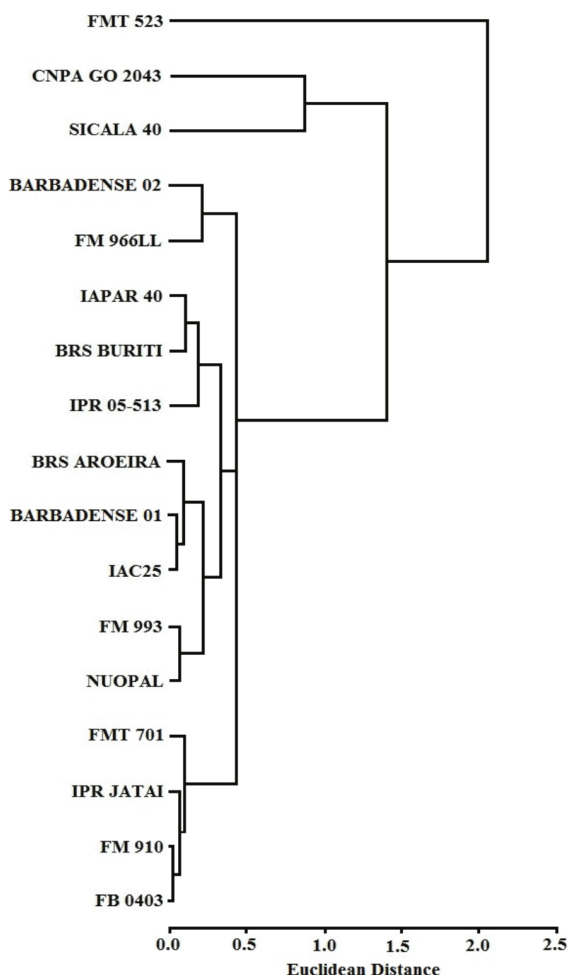 FMT 523
CNPA GO 2043
SICALA 40
BARBADENSE 02
FM 966LL
IAPAR 40
BRS BURITI
IPR 05-513
BRS AROEIRA
BARBADENSE 01
IAC25
FM 993
NUOPAL
FMT 701
IPR JATAI
FM 910
FB 0403
0.0 0.5 1.0 1.5 2.0 2.5
Euclidean Distance